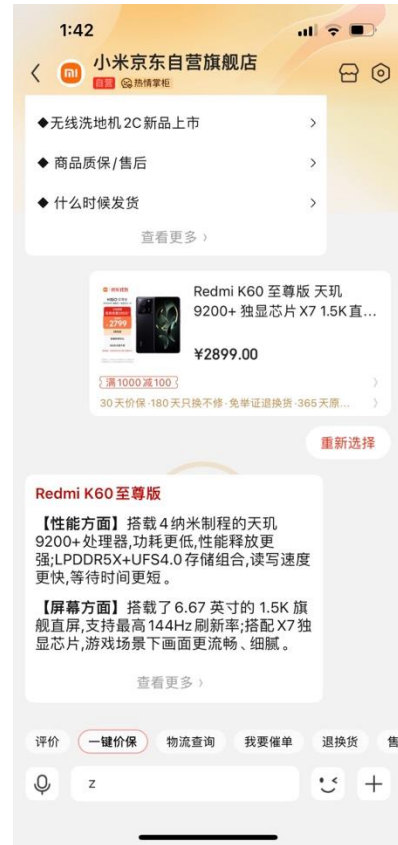 1:42
小米京东自营旗舰店
自营 热情掌柜
◆无线洗地机2C新品上市
◆ 商品质保/售后
◆ 什么时候发货
查看更多
Redmi K60 至尊版 天玑
9200+ 独显芯片 X7 1.5K直...
2799
¥2899.00
满1000减100
30天价保·180天只换不修·免举证退换货·365天原...
重新选择
Redmi K60至尊版
【性能方面】搭载4纳米制程的天玑
9200+处理器,功耗更低,性能释放更
强;LPDDR5X+UFS4.0存储组合,读写速度
更快,等待时间更短。
【屏幕方面】搭载了6.67 英寸的 1.5K 旗
舰直屏,支持最高144Hz刷新率;搭配X7独
显芯片,游戏场景下画面更流畅、细腻。
查看更多
评价 一键价保 物流查询 我要催单 退换货 售
z